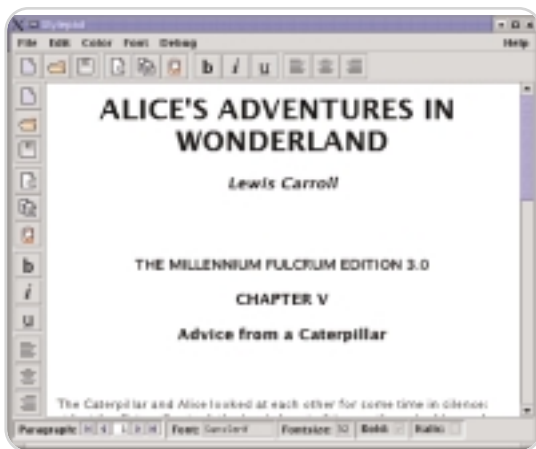 Stylepad
File Edit Color Font Debug Help
b i u
ALICE'S ADVENTURES IN
WONDERLAND
Lewis Carroll
THE MILLENNIUM FULCRUM EDITION 3.0
CHAPTER V
Advice from a Caterpillar
b
i
u
The Caterpillar and Alice looked at each other for some time in silence:
Paragraph: 1 Font: SansSerif Fontsize: 32 Bold: Italic: